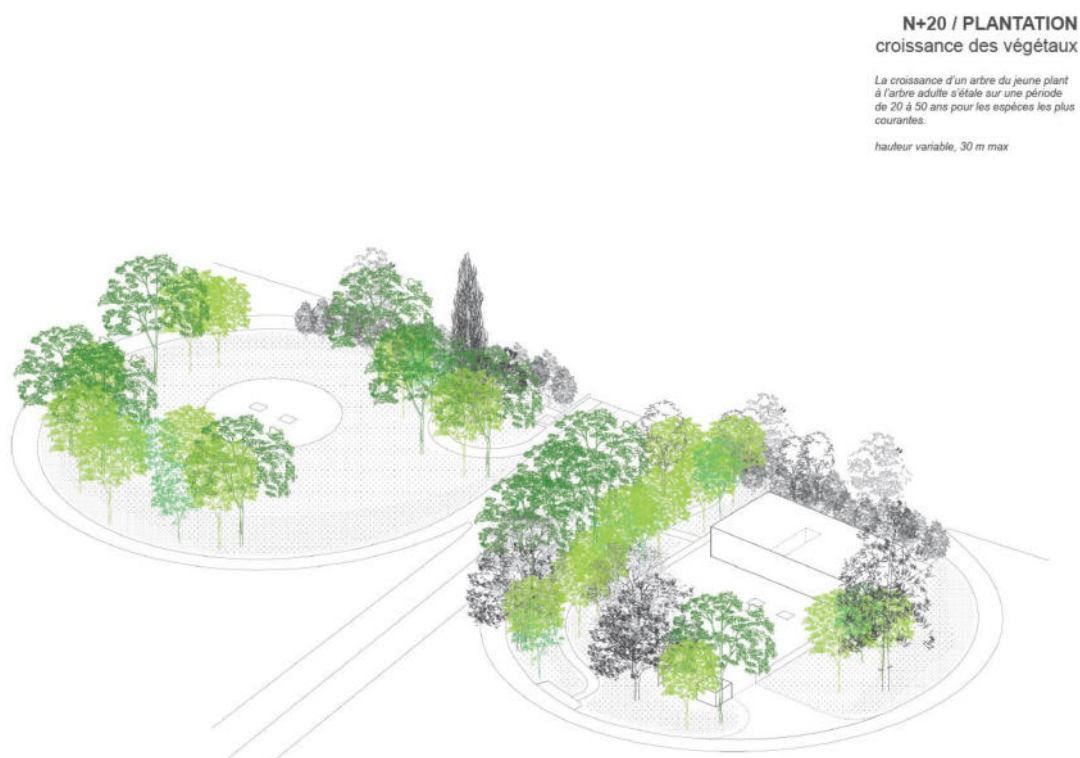 N+20 / PLANTATION
croissance des végétaux
La croissance d'un arbre du jeune plant
à l'arbre adulte s'étale sur une période
de 20 à 50 ans pour les espèces les plus
courantes.
hauteur variable, 30 m max